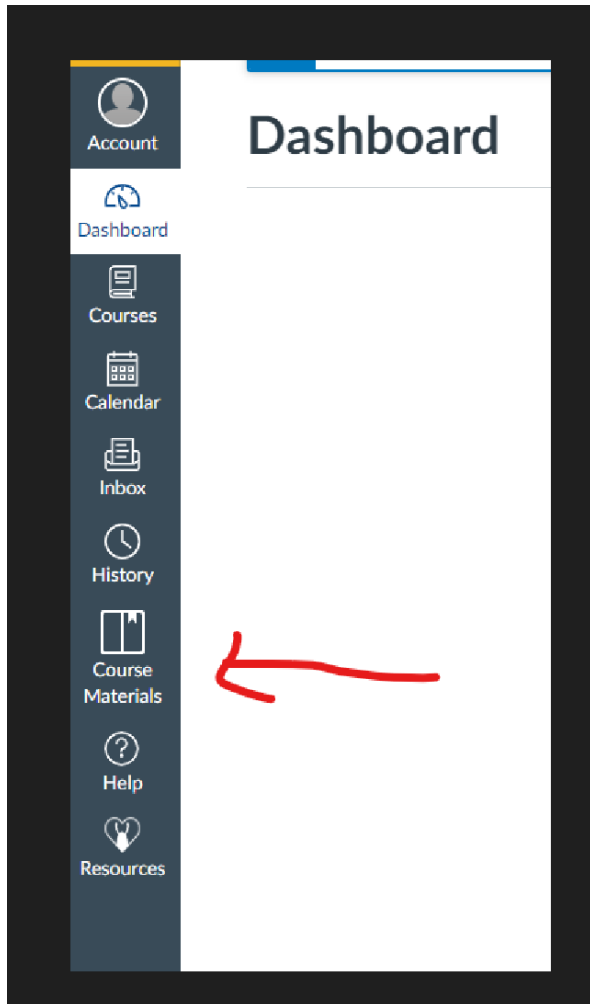 Account
Dashboard
Dashboard
Courses
Calendar
Inbox
History
Course
Materials
Help
Resources